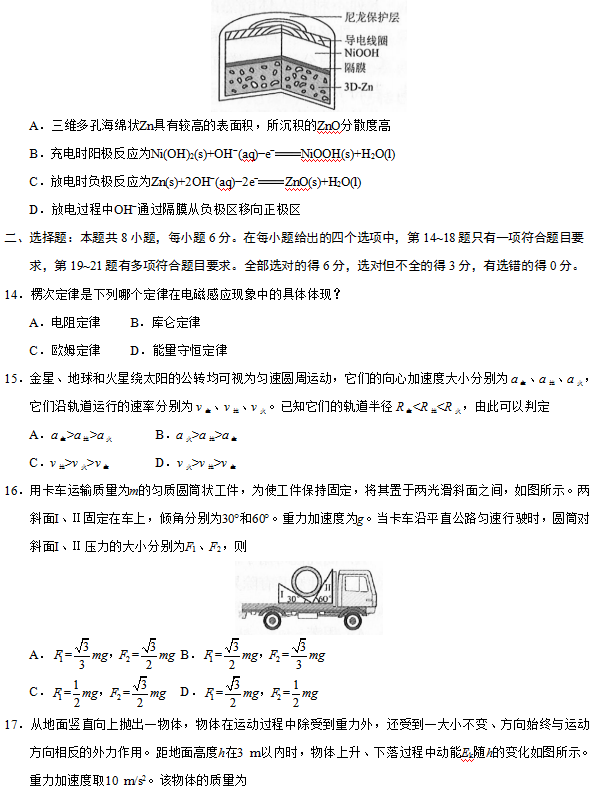 尼龙保护层
导电线圈
NiOOH
隔膜
3D-Zn
A．三维多孔海绵状Zn具有较高的表面积，所沉积的ZnO分散度高
B．充电时阳极反应为Ni(OH)₂(s)+OH⁻(aq)−e⁻═══NiOOH(s)+H2O(l)
C．放电时负极反应为Zn(s)+2OH⁻(aq)−2e⁻═══ZnO(s)+H2O(l)
D．放电过程中OH⁻通过隔膜从负极区移向正极区
二、选择题：本题共 8 小题，每小题 6 分。在每小题给出的四个选项中，第 14~18 题只有一项符合题目要
求，第 19~21 题有多项符合题目要求。全部选对的得 6 分，选对但不全的得 3 分，有选错的得 0 分。
14．楞次定律是下列哪个定律在电磁感应现象中的具体体现？
A．电阻定律 B．库仑定律
C．欧姆定律 D．能量守恒定律
15．金星、地球和火星绕太阳的公转均可视为匀速圆周运动，它们的向心加速度大小分别为 a金、a地、a火，
它们沿轨道运行的速率分别为 v金、v地、v火。已知它们的轨道半径 R金<R地<R火，由此可以判定
A．a金>a地>a火 B．a火>a地>a金
C．v地>v火>v金 D．v火>v地>v金
16．用卡车运输质量为m的匀质圆筒状工件，为使工件保持固定，将其置于两光滑斜面之间，如图所示。两
斜面I、Ⅱ固定在车上，倾角分别为30°和60°。重力加速度为g。当卡车沿平直公路匀速行驶时，圆筒对
斜面I、Ⅱ压力的大小分别为F₁、F₂，则
I II
30° 60°
A．F₁=√3/3 mg，F₂=√3/2 mg B．F₁=√3/2 mg，F₂=√3/3 mg
C．F₁=1/2 mg，F₂=√3/2 mg D．F₁=√3/2 mg，F₂=1/2 mg
17．从地面竖直向上抛出一物体，物体在运动过程中除受到重力外，还受到一大小不变、方向始终与运动
方向相反的外力作用。距地面高度h在3 m以内时，物体上升、下落过程中动能Eₖ随h的变化如图所示。
重力加速度取10 m/s²。该物体的质量为